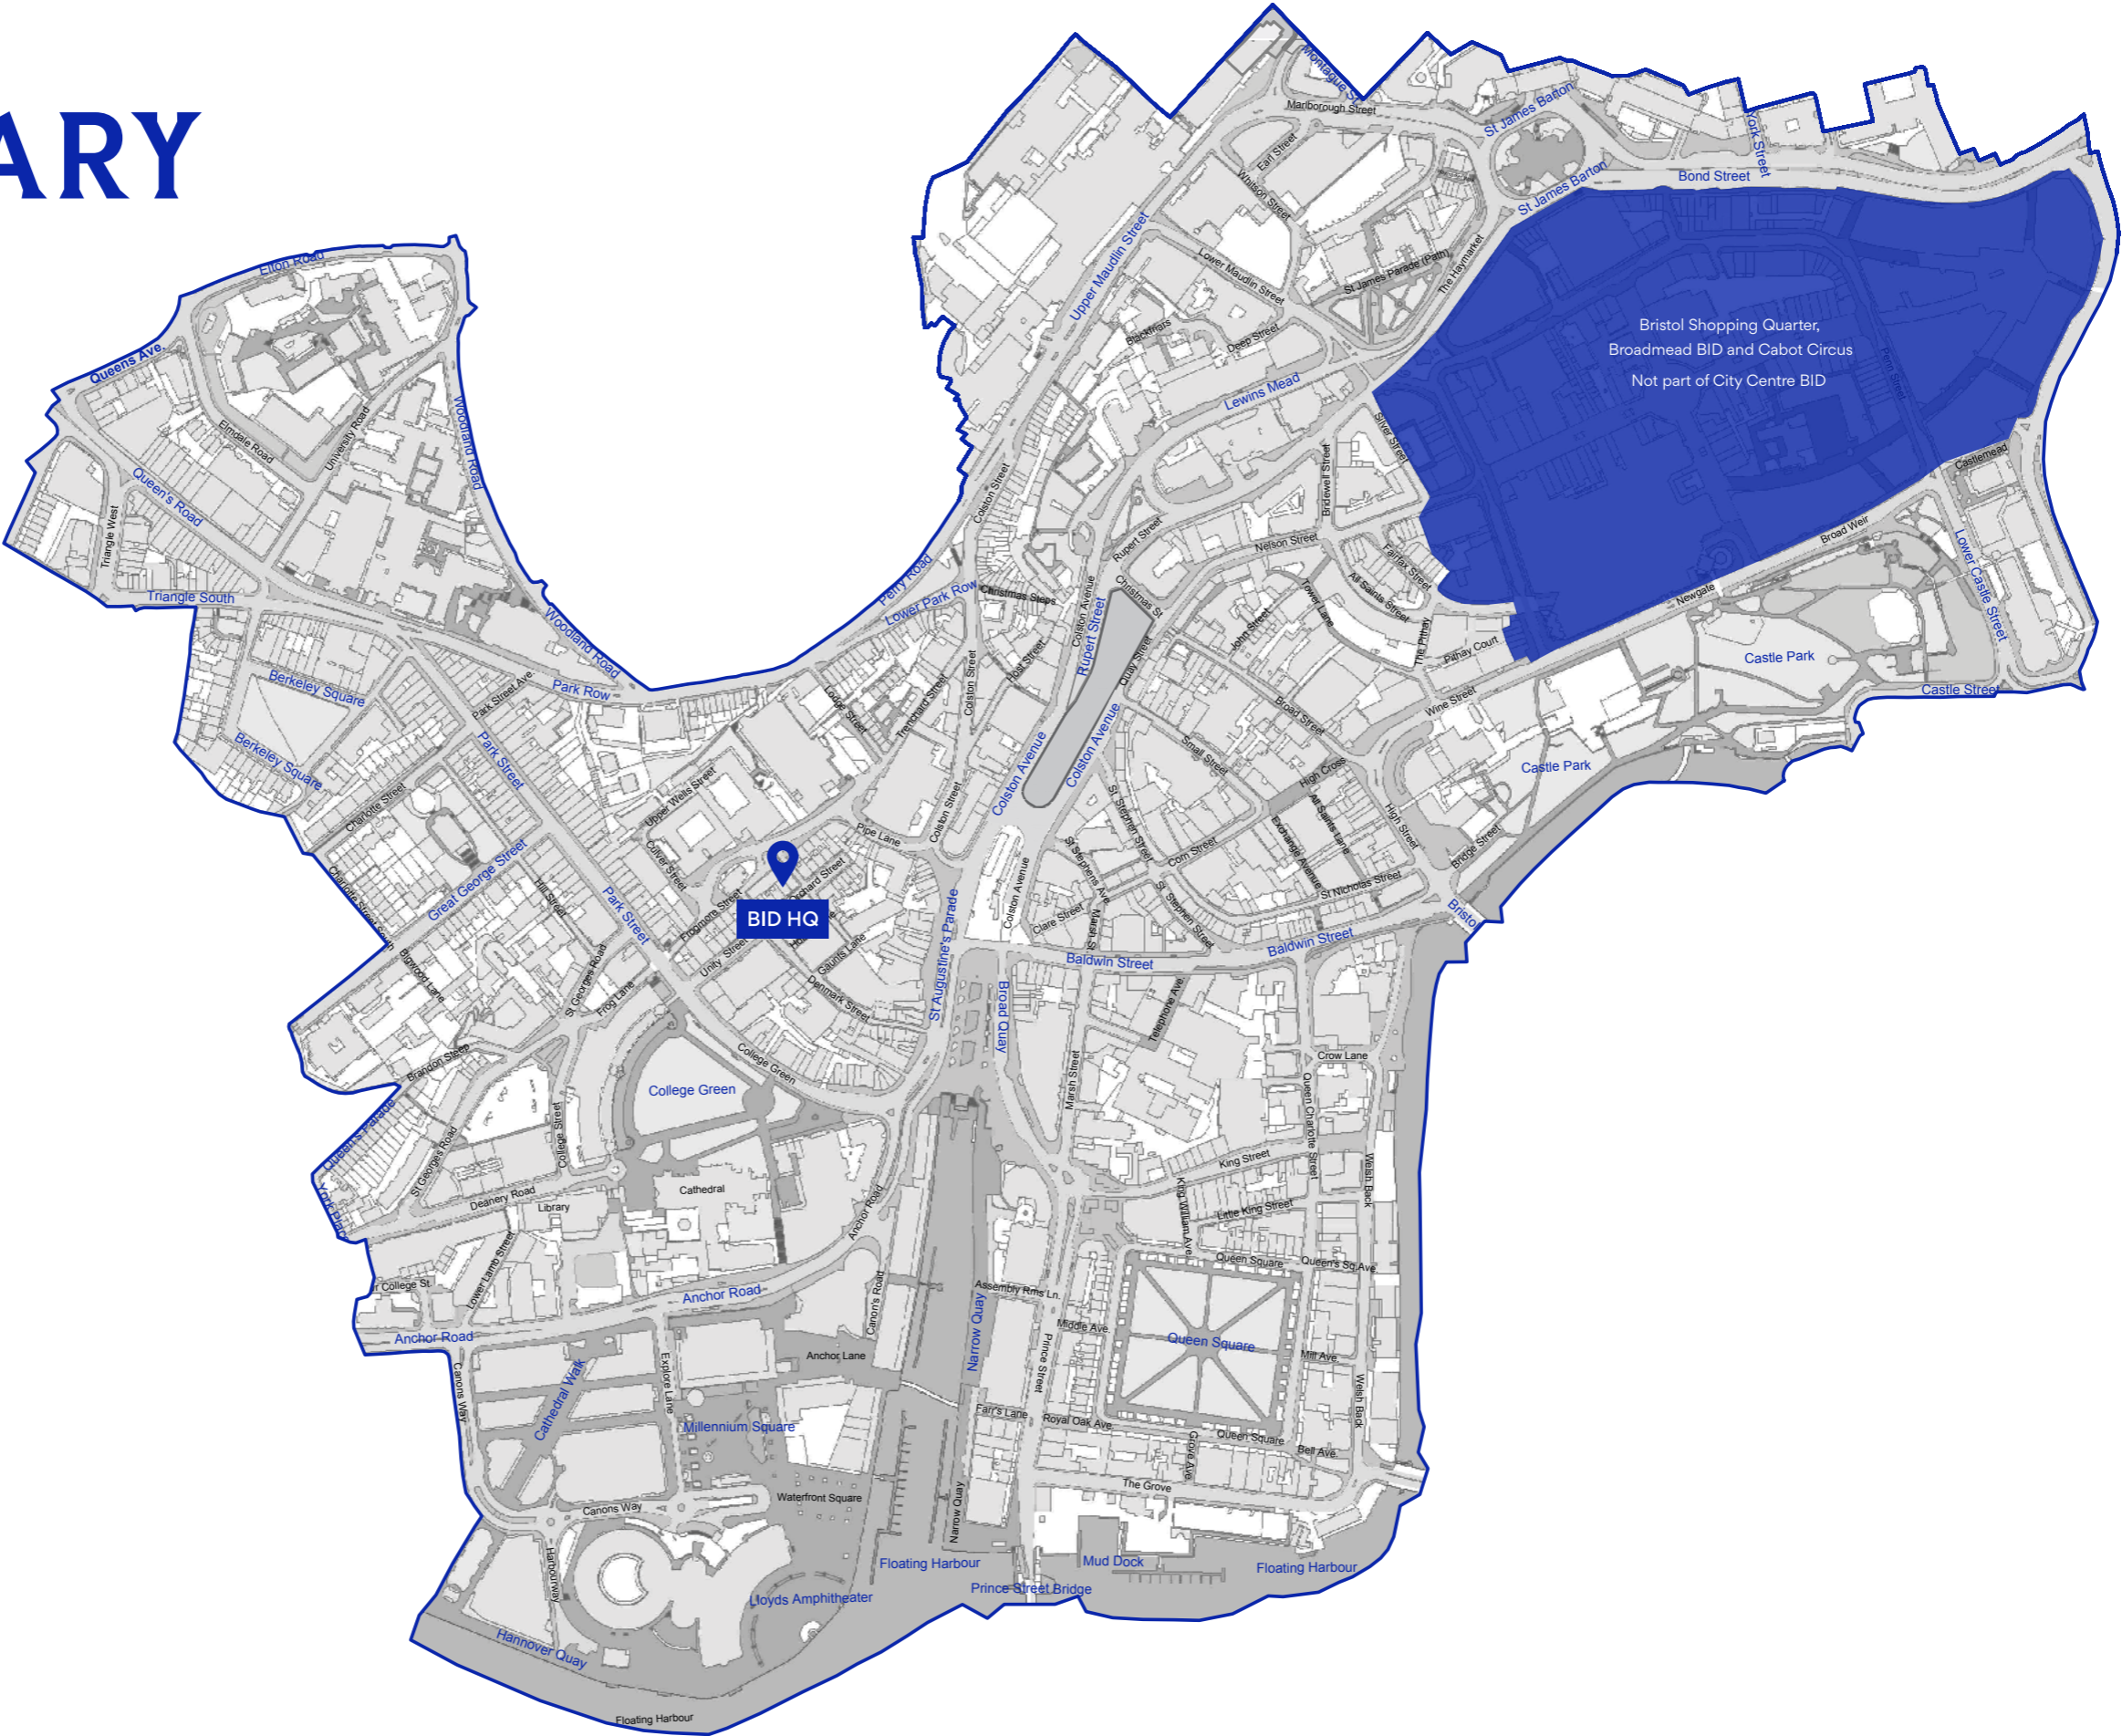 ARY
Montague St
Marlborough Street
St James Barton
York Street
Earl Street
Whitson Street
St James Barton
Bond Street
Elton Road
Upper Maudlin Street
Lower Maudlin Street
St James Parade (Path)
The Haymarket
Queens Ave.
Blackfriars
Deep Street
Bristol Shopping Quarter,
Broadmead BID and Cabot Circus
Not part of City Centre BID
Penn Street
Lewins Mead
Woodland Road
University Road
Elmdale Road
Queen's Road
Triangle West
Silver Street
Bridewell Street
Castlemead
Colston Street
Rupert Street
Nelson Street
Broad Weir
Fairfax Street
All Saints Street
Lower Castle Street
Perry Road
Lower Park Row
Christmas Steps
Colston Avenue
Rupert Street
Christmas St
Tower Lane
John Street
Newgate
Triangle South
Woodland Road
Host Street
Quay Street
The Pithay
Pithay Court
Castle Park
Berkeley Square
Park Row
Park Street Ave.
Lodge Street
Trenchard Street
Colston Street
Wine Street
Castle Street
Berkeley Square
Park Street
Colston Avenue
Colston Avenue
Broad Street
Small Street
High Cross
Castle Park
Charlotte Street
Upper Wells Street
Colston Street
St. Stephen Street
Exchange Avenue
All Saints Lane
High Street
Bridge Street
Great George Street
Culver Street
Pipe Lane
Corn Street
St Stephens Ave.
Charlotte Street South
Hill Street
Park Street
Frogmore Street
Orchard Street
BID HQ
Unity Street
Gaunts Lane
St Augustine's Parade
Colston Avenue
Clare Street
Marsh St
St. Stephen Street
St Nicholas Street
Baldwin Street
Baldwin Street
Bristol
Bigwood Lane
St Georges Road
Frog Lane
Denmark Street
Broad Quay
Telephone Ave.
Brandon Steep
College Green
College Green
Marsh Street
Crow Lane
Queen Charlotte Street
Queen's Parade
College Street
St Georges Road
York Place
Deanery Road
Library
Cathedral
Anchor Road
King Street
King William Ave.
Little King Street
Welsh Back
Queen Square
Queen's Sq Ave.
r College St.
Lower Lamb Street
Anchor Road
Anchor Road
Canon's Road
Assembly Rms Ln.
Narrow Quay
Middle Ave.
Prince Street
Queen Square
Mill Ave.
Anchor Lane
Canons Way
Cathedral Walk
Explore Lane
Millennium Square
Farr's Lane
Royal Oak Ave.
Queen Square
Bell Ave.
Welsh Back
Grove Ave.
The Grove
Waterfront Square
Canons Way
Narrow Quay
Harbourway
Floating Harbour
Mud Dock
Floating Harbour
Prince Street Bridge
Lloyds Amphitheater
Hannover Quay
Floating Harbour